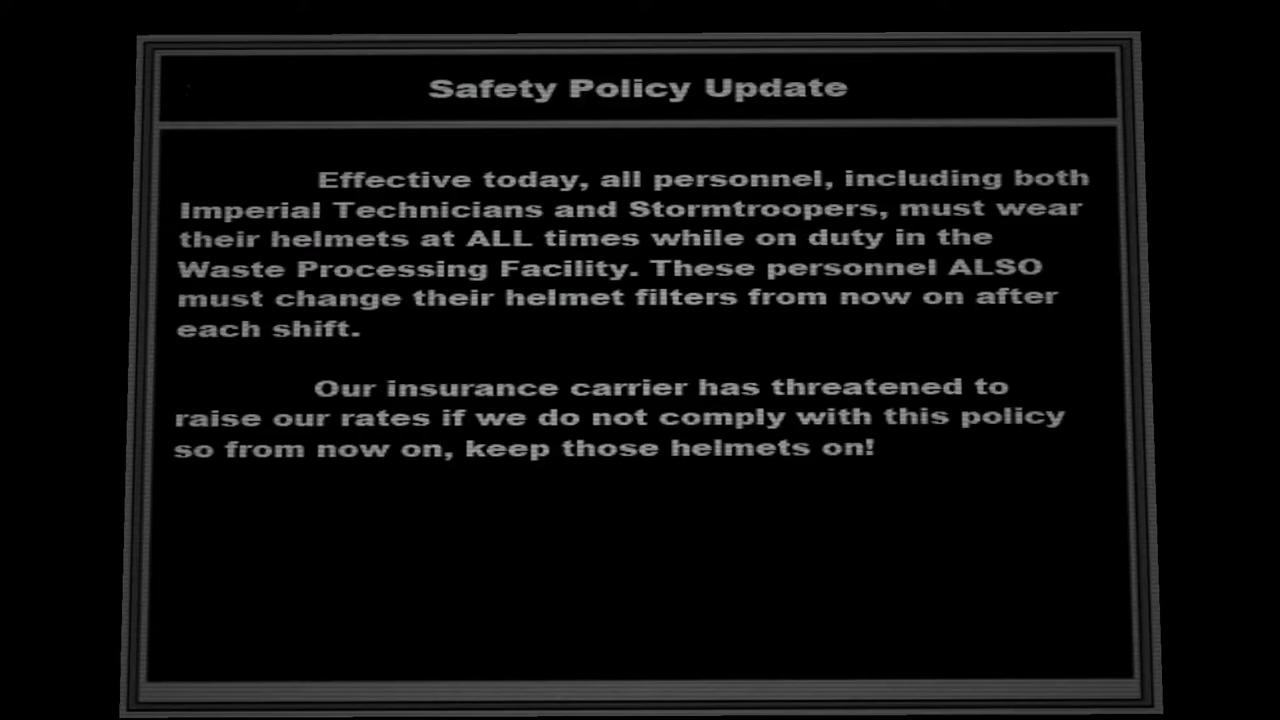 Safety Policy Update
Effective today, all personnel, including both
Imperial Technicians and Stormtroopers, must wear
their helmets at ALL times while on duty in the
Waste Processing Facility. These personnel ALSO
must change their helmet filters from now on after
each shift.
Our insurance carrier has threatened to
raise our rates if we do not comply with this policy
so from now on, keep those helmets on!